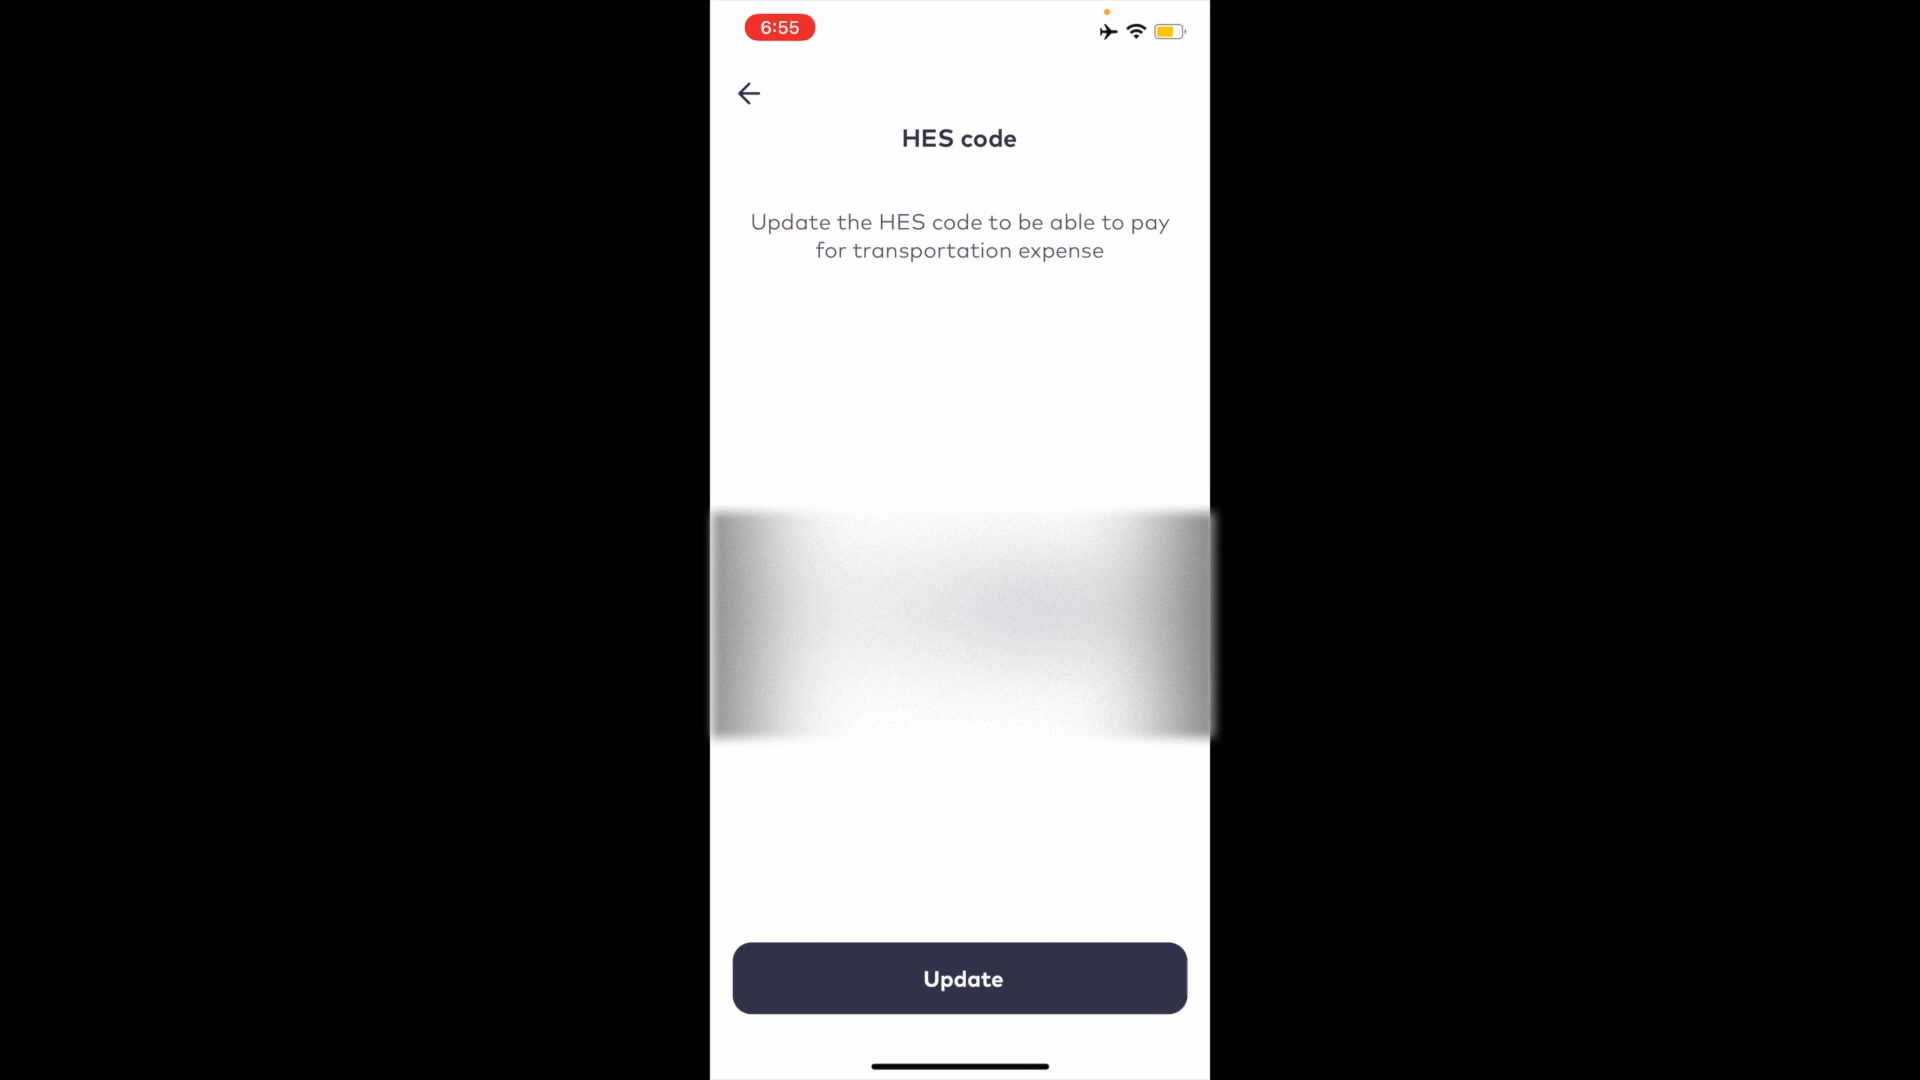 6:55
HES code
Update the HES code to be able to pay
for transportation expense
Update